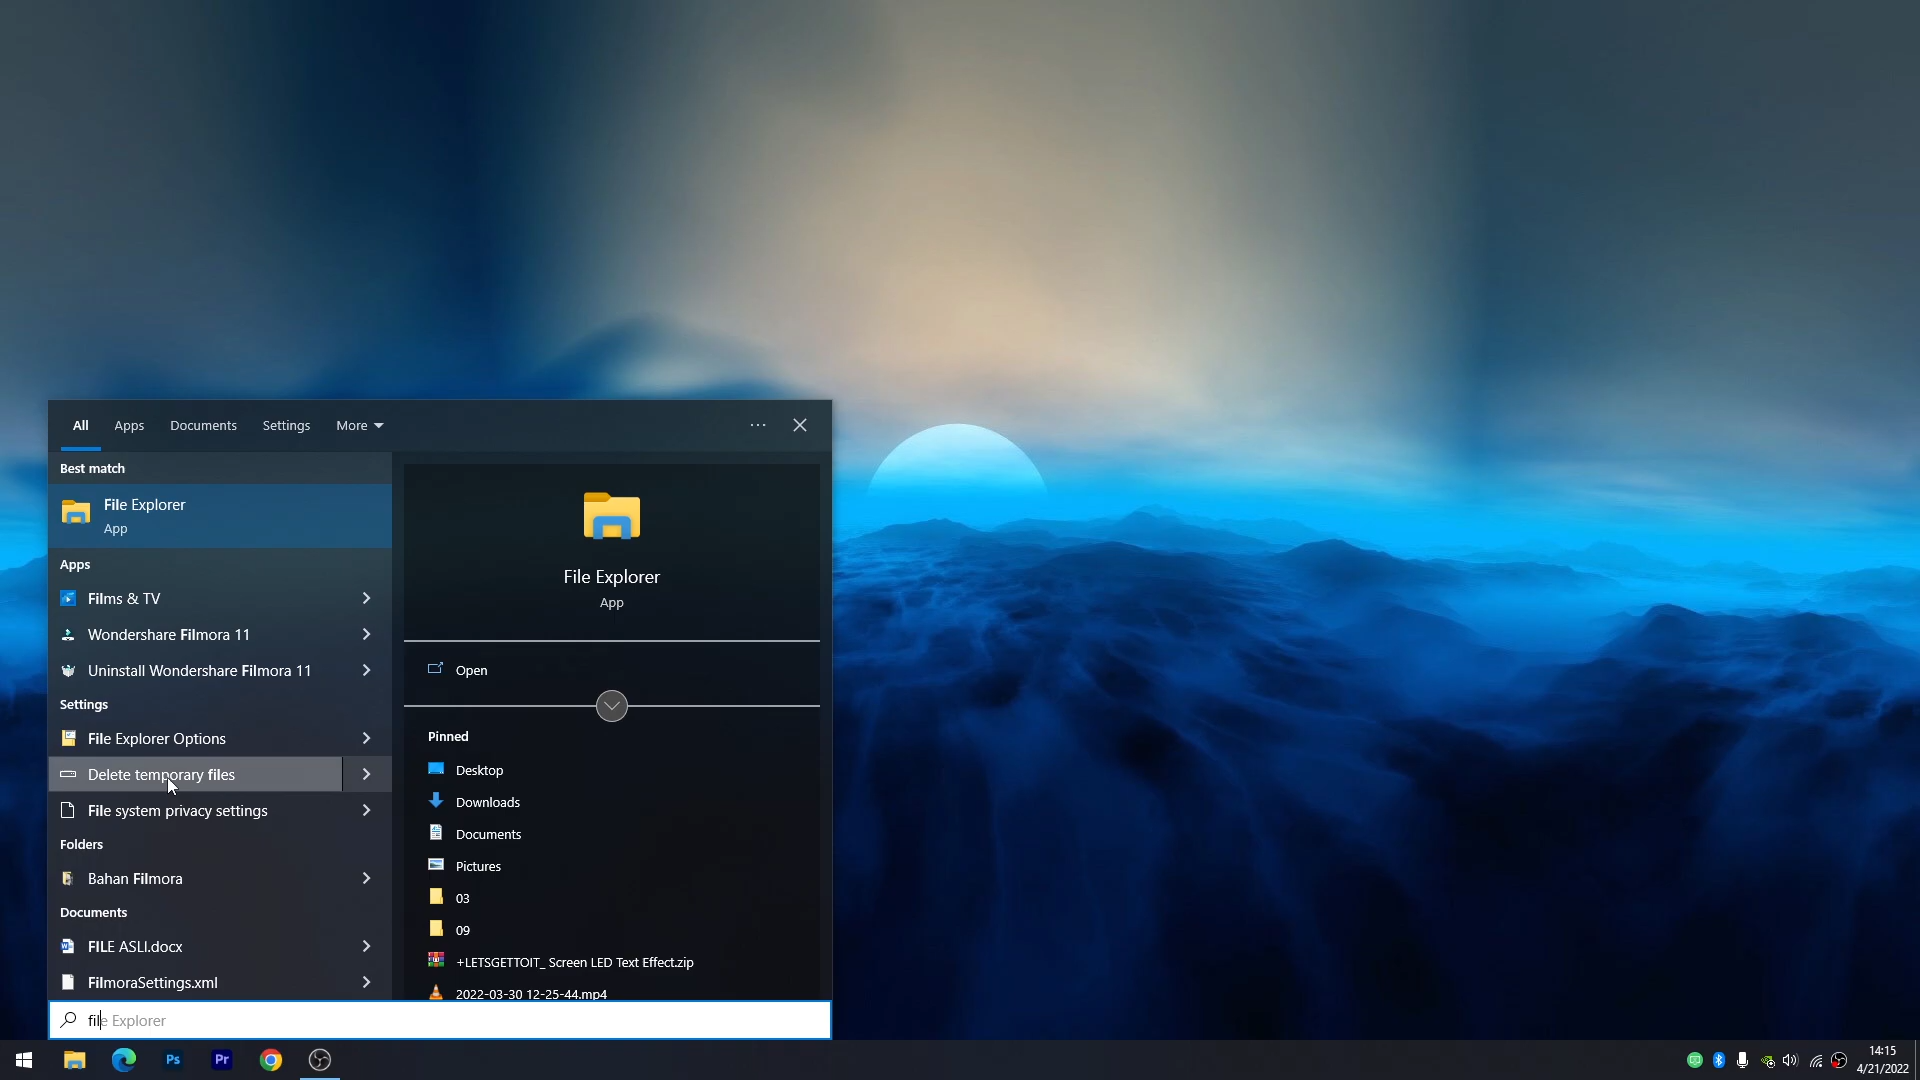 All Apps Documents Settings More
Best match
File Explorer
App
Apps
Films & TV
Wondershare Filmora 11
Uninstall Wondershare Filmora 11
Settings
File Explorer Options
Delete temporary files
File system privacy settings
Folders
Bahan Filmora
Documents
FILE ASLI.docx
FilmoraSettings.xml
File Explorer
App
Open
Pinned
Desktop
Downloads
Documents
Pictures
03
09
+LETSGETTOIT_ Screen LED Text Effect.zip
2022-03-30 12-25-44.mp4
file Explorer
Ps
Pr
14:15
4/21/2022